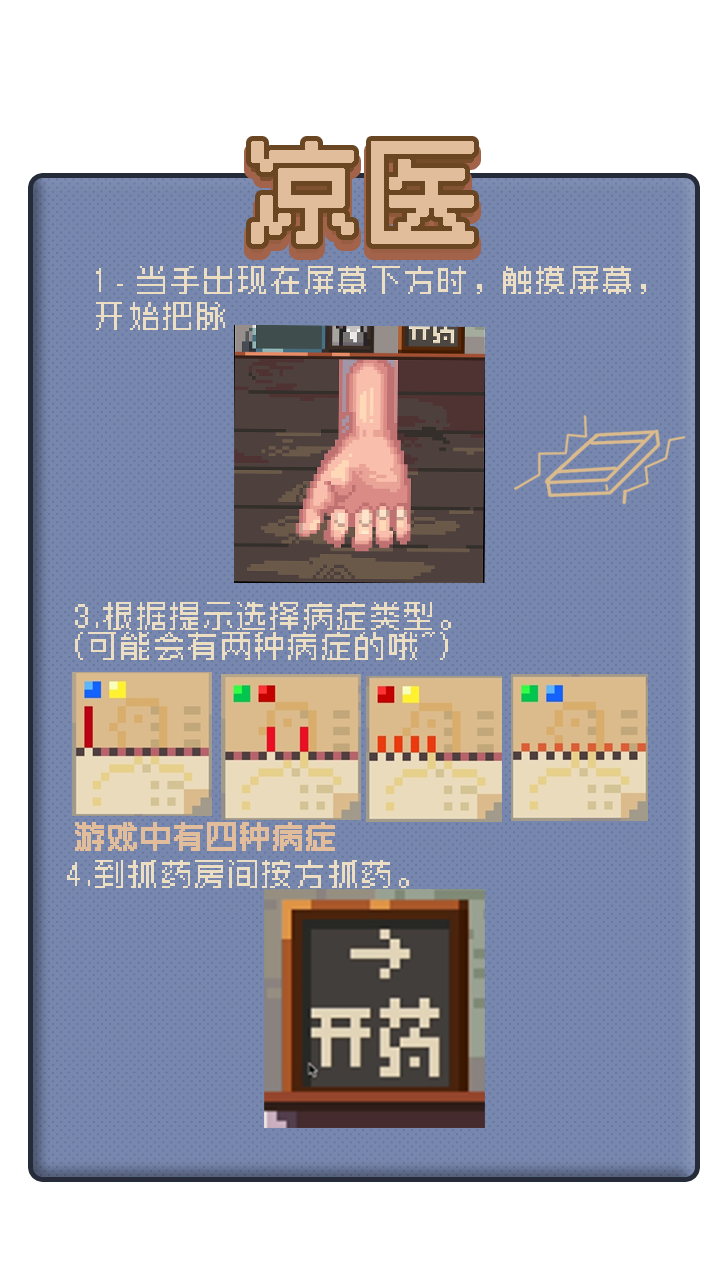 凉医
1 - 当手出现在屏幕下方时，触摸屏幕，
开始把脉
开药
3.根据提示选择病症类型。
(可能会有两种病症的哦~)
游戏中有四种病症
4.到抓药房间按方抓药。
→
开药